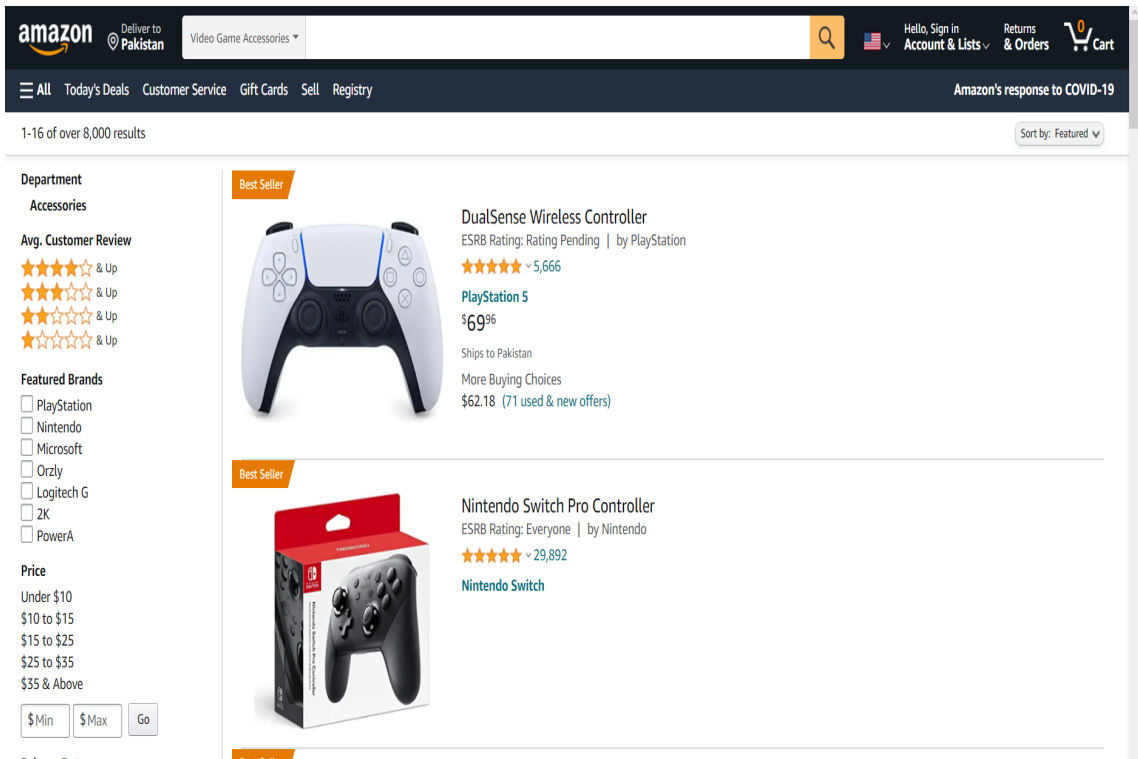 amazon
Deliver to
Pakistan
Video Game Accessories
Hello, Sign in
Account & Lists
Returns
& Orders
0
Cart
All Today's Deals Customer Service Gift Cards Sell Registry
Amazon's response to COVID-19
1-16 of over 8,000 results
Sort by: Featured
Department
Accessories
Avg. Customer Review
& Up
& Up
& Up
& Up
Featured Brands
PlayStation
Nintendo
Microsoft
Orzly
Logitech G
2K
PowerA
Price
Under $10
$10 to $15
$15 to $25
$25 to $35
$35 & Above
$ Min $ Max Go
Best Seller
DualSense Wireless Controller
ESRB Rating: Rating Pending | by PlayStation
5,666
PlayStation 5
$69 96
Ships to Pakistan
More Buying Choices
$62.18 (71 used & new offers)
Best Seller
Nintendo Switch Pro Controller
Nintendo Switch Pro Controller
ESRB Rating: Everyone | by Nintendo
29,892
Nintendo Switch